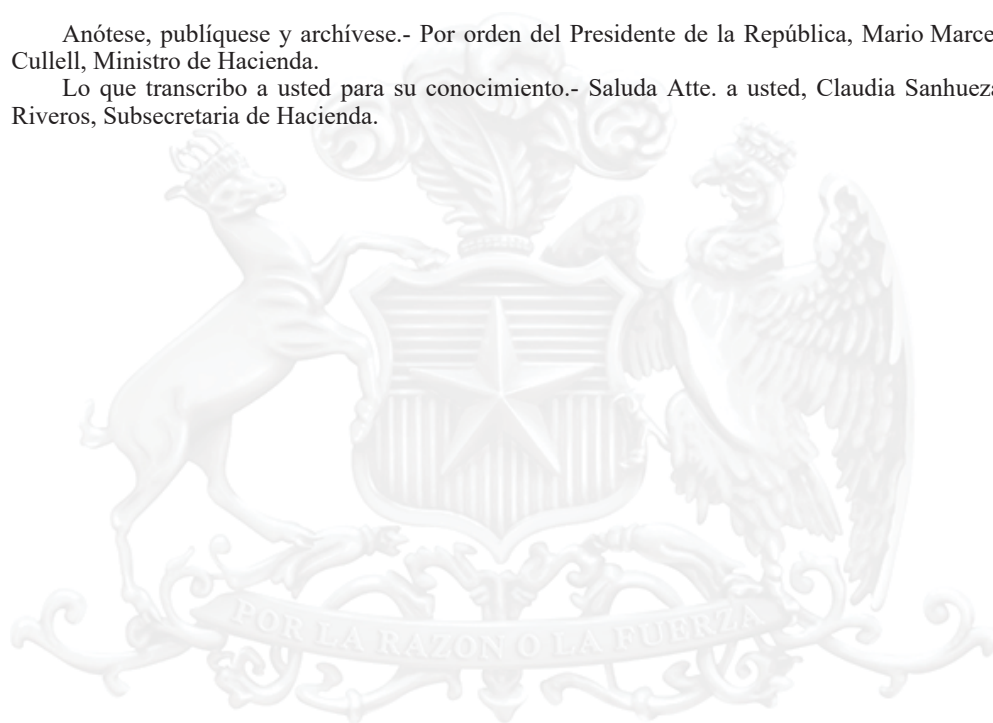 Anótese, publíquese y archívese.- Por orden del Presidente de la República, Mario Marce
Cullell, Ministro de Hacienda.
Lo que transcribo a usted para su conocimiento.- Saluda Atte. a usted, Claudia Sanhueza
Riveros, Subsecretaria de Hacienda.
POR LA RAZON O LA FUERZA